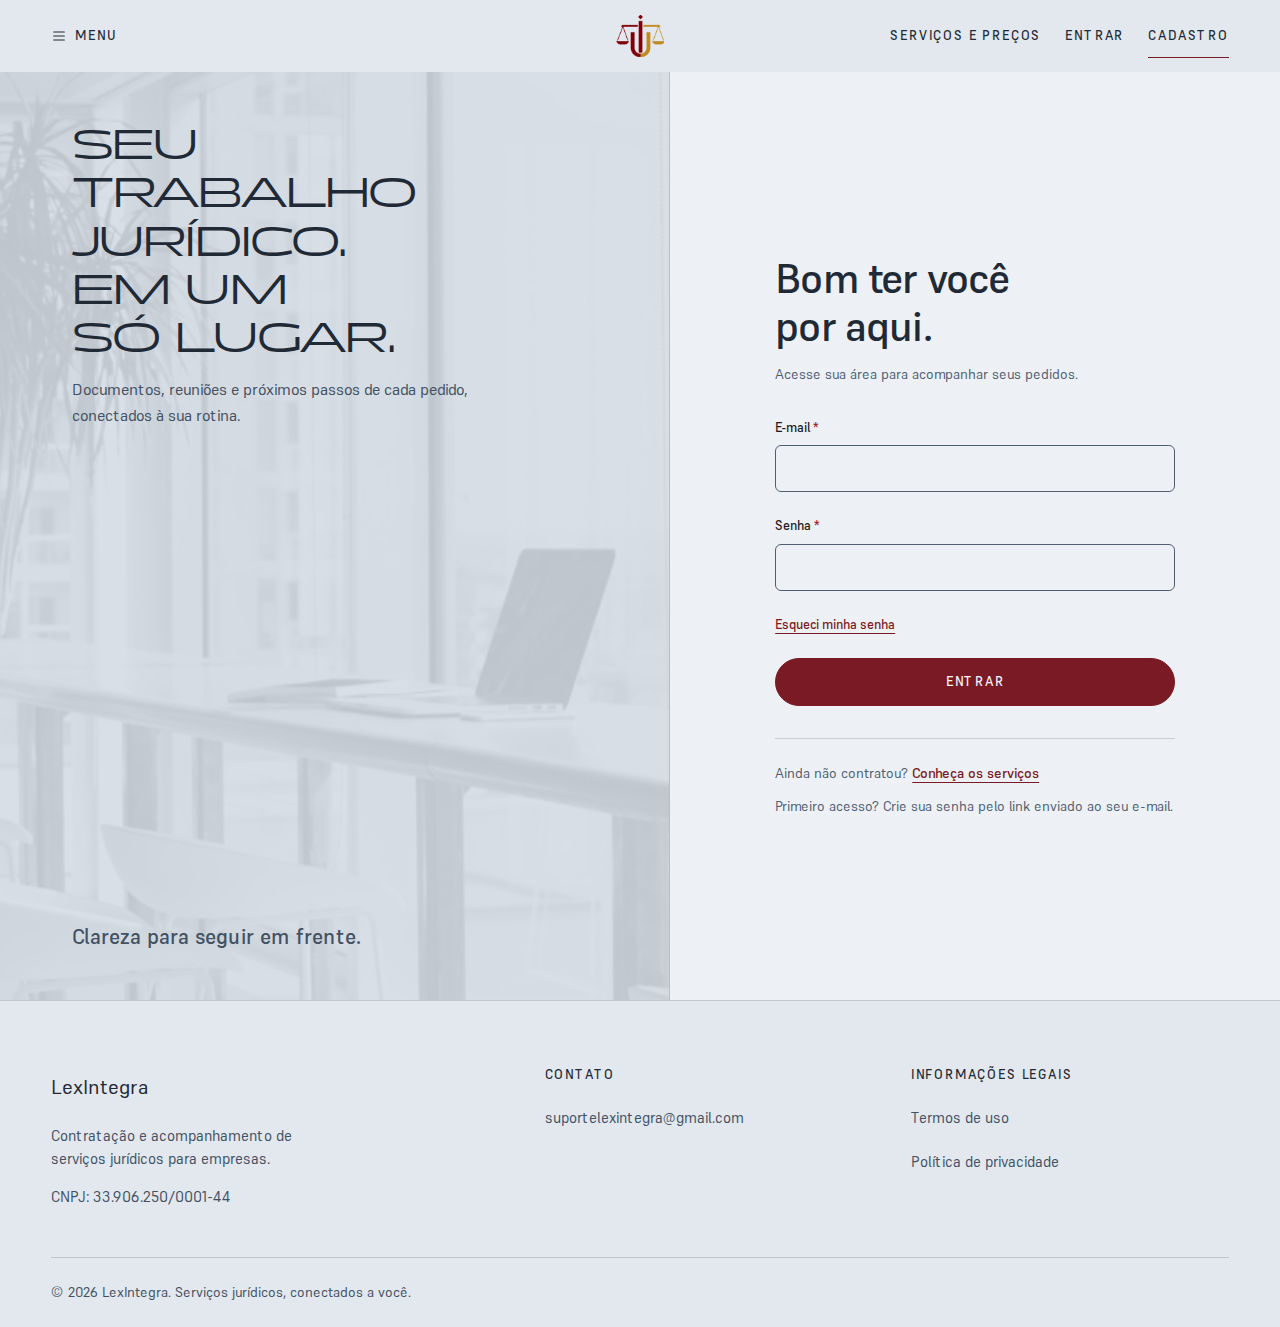 MENU
SERVIÇOS E PREÇOS
ENTRAR
CADASTRO
SEU
TRABALHO
JURÍDICO.
EM UM
SÓ LUGAR.
Documentos, reuniões e próximos passos de cada pedido,
conectados à sua rotina.
Clareza para seguir em frente.
Bom ter você
por aqui.
Acesse sua área para acompanhar seus pedidos.
E-mail *
Senha *
Esqueci minha senha
ENTRAR
Ainda não contratou? Conheça os serviços
Primeiro acesso? Crie sua senha pelo link enviado ao seu e-mail.
LexIntegra
Contratação e acompanhamento de
serviços jurídicos para empresas.
CNPJ: 33.906.250/0001-44
CONTATO
suportelexintegra@gmail.com
INFORMAÇÕES LEGAIS
Termos de uso
Política de privacidade
© 2026 LexIntegra. Serviços jurídicos, conectados a você.